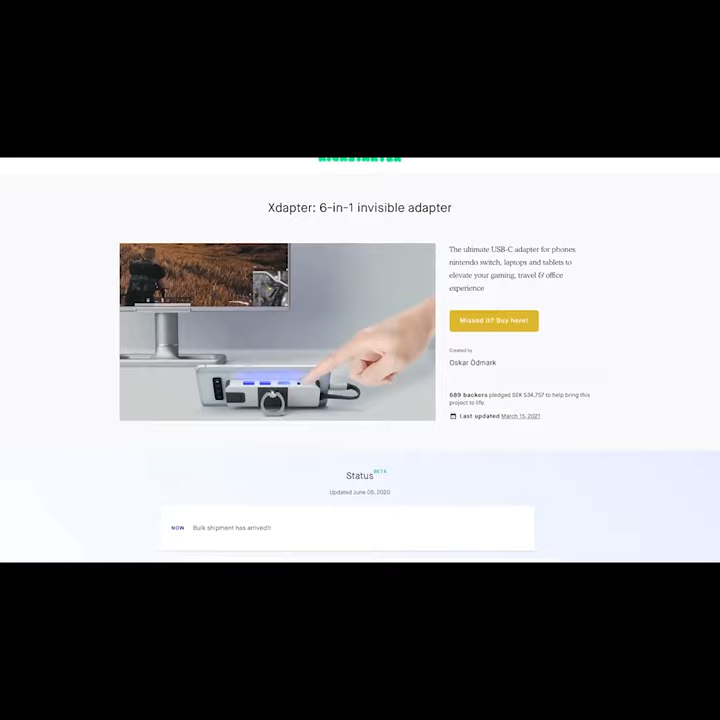 KICKSTARTER
Xdapter: 6-in-1 invisible adapter
The ultimate USB-C adapter for phones,
nintendo switch, laptops and tablets to
elevate your gaming, travel & office
experience
Missed it? Buy here!
Created by
Oskar Ödmark
689 backers pledged SEK 534,757 to help bring this
project to life.
Last updated March 15, 2021
Status BETA
Updated June 05, 2020
NOW Bulk shipment has arrived!!